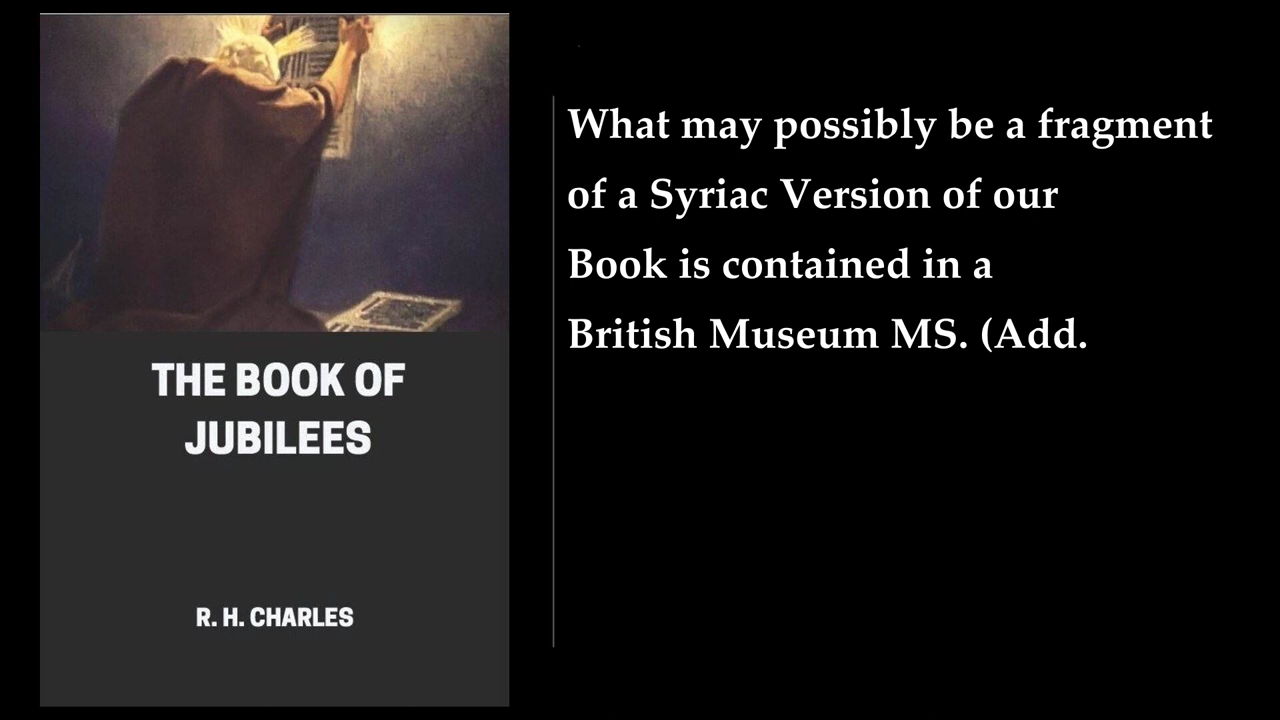 THE BOOK OF
JUBILEES
R. H. CHARLES
What may possibly be a fragment
of a Syriac Version of our
Book is contained in a
British Museum MS. (Add.